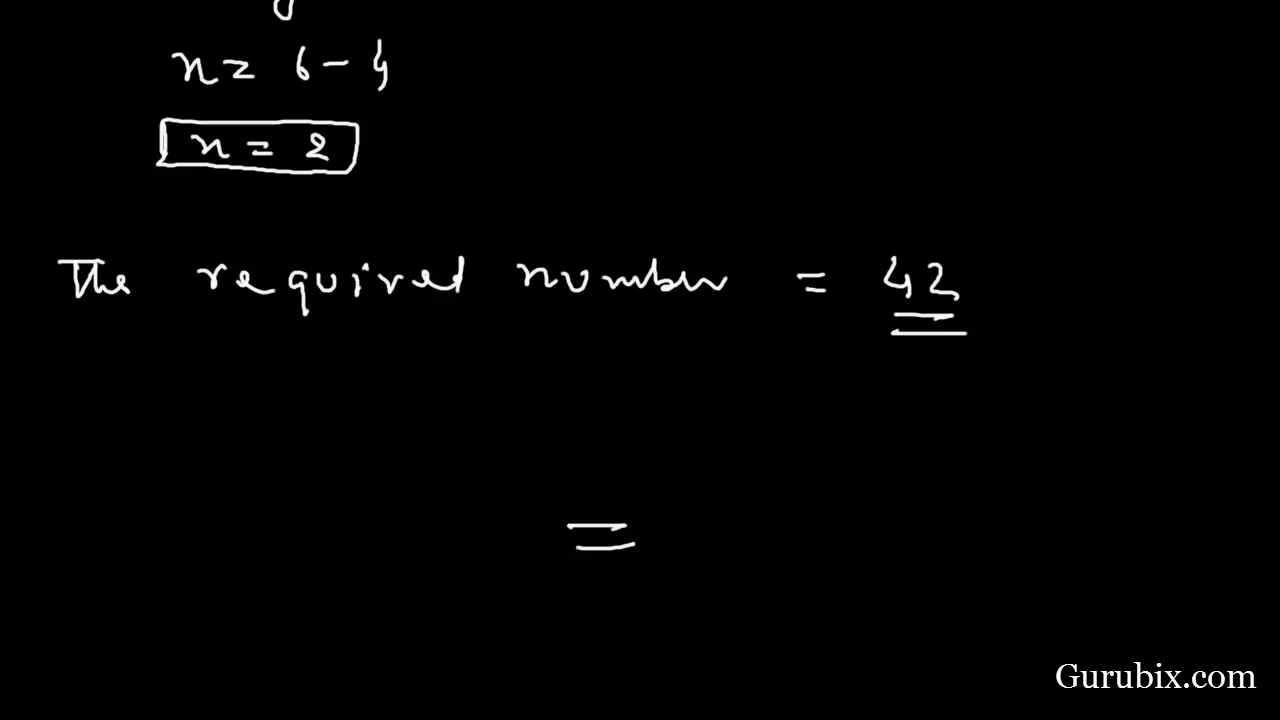 x = 6 - 4
x = 2
The required number = 42
=
Gurubix.com